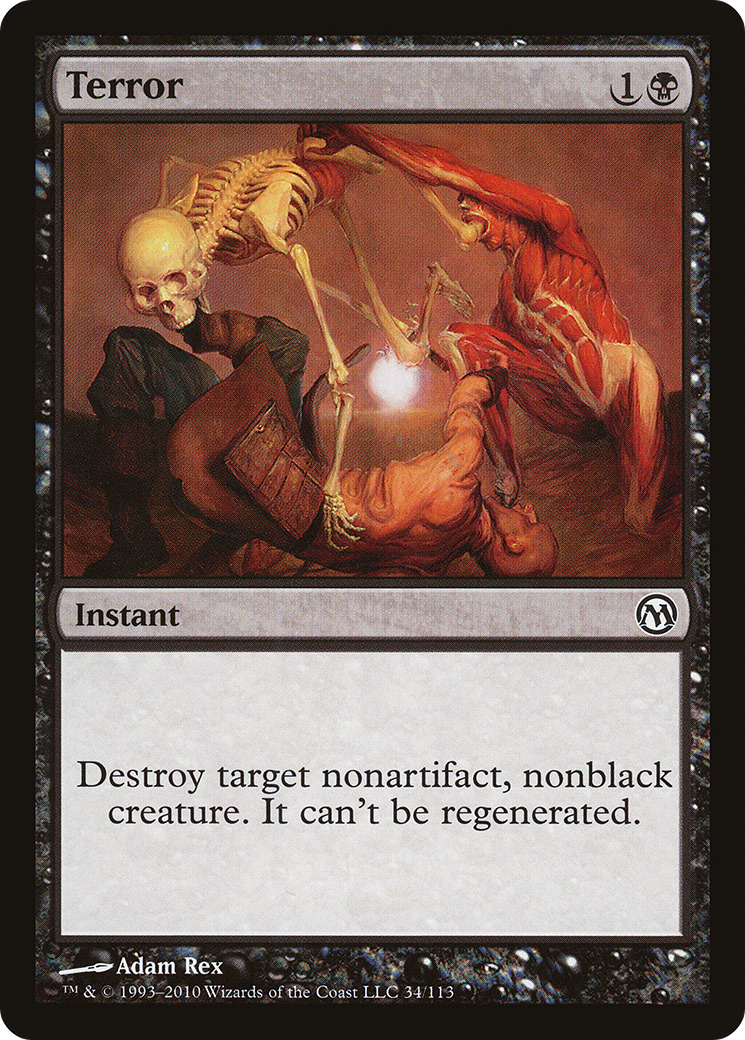 Terror 1
Instant
Destroy target nonartifact, nonblack
creature. It can't be regenerated.
Adam Rex
™ & © 1993–2010 Wizards of the Coast LLC 34/113